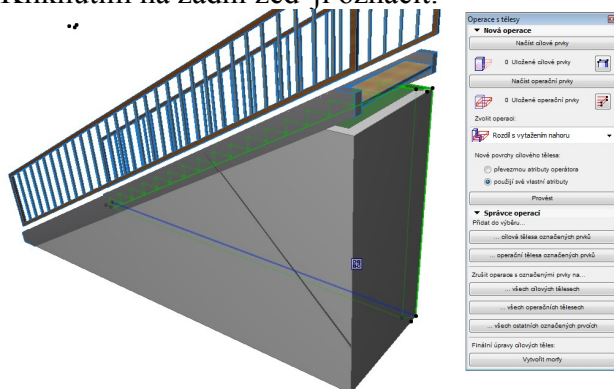 Kliknutím na zadní zeď ji označit.
Operace s tělesy
Nová operace
Načíst cílové prvky
0 Uložené cílové prvky
Načíst operační prvky
0 Uložené operační prvky
Zvolit operaci:
Rozdíl s vytažením nahoru
Nové povrchy cílového tělesa:
převezmou atributy operátora
použijí své vlastní atributy
Provést
Správce operací
Přidat do výběru...
... cílová tělesa označených prvků
... operační tělesa označených prvků
Zrušit operace s označenými prvky na...
... všech cílových tělesech
... všech operačních tělesech
... všech ostatních označených prvcích
Finální úpravy cílových těles:
Vytvořit morfy